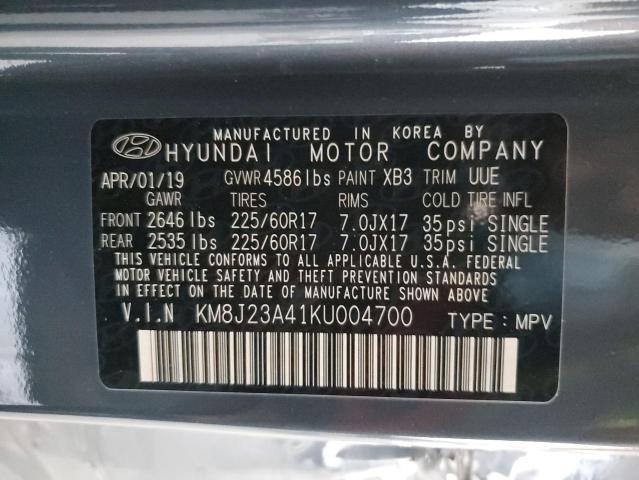 MANUFACTURED IN KOREA BY
HYUNDAI MOTOR COMPANY
APR/01/19 GVWR 4586lbs PAINT XB3 TRIM UUE
GAWR TIRES RIMS COLD TIRE INFL
FRONT 2646 lbs 225/60R17 7.0JX17 35psi SINGLE
REAR 2535 lbs 225/60R17 7.0JX17 35psi SINGLE
THIS VEHICLE CONFORMS TO ALL APPLICABLE U.S.A. FEDERAL
MOTOR VEHICLE SAFETY AND THEFT PREVENTION STANDARDS
IN EFFECT ON THE DATE OF MANUFACTURE SHOWN ABOVE
V.I.N KM8J23A41KU004700 TYPE : MPV